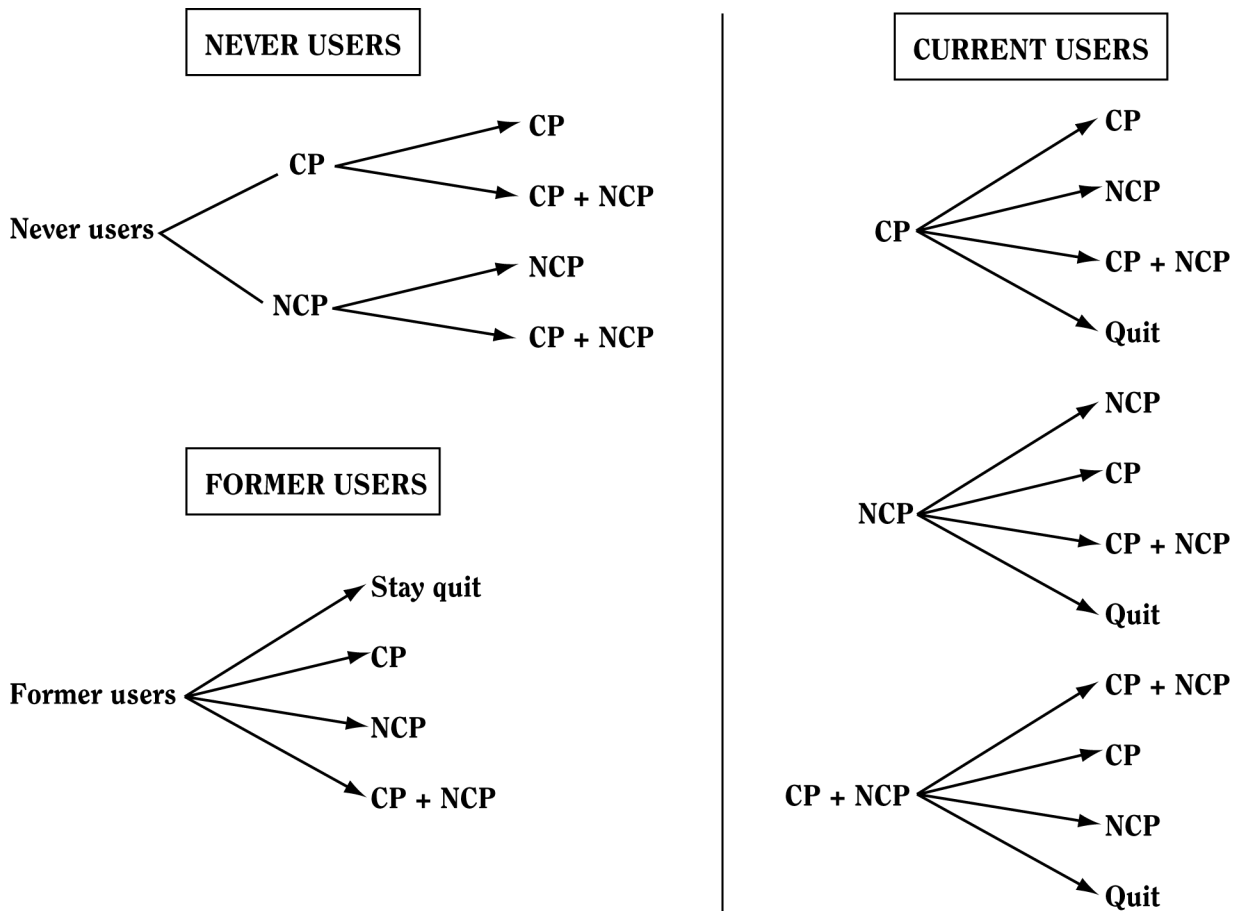 NEVER USERS
CP
CP
CP + NCP
Never users
NCP
NCP
CP + NCP
FORMER USERS
Stay quit
CP
Former users
NCP
CP + NCP
CURRENT USERS
CP
NCP
CP
CP + NCP
Quit
NCP
CP
NCP
CP + NCP
Quit
CP + NCP
CP
CP + NCP
NCP
Quit